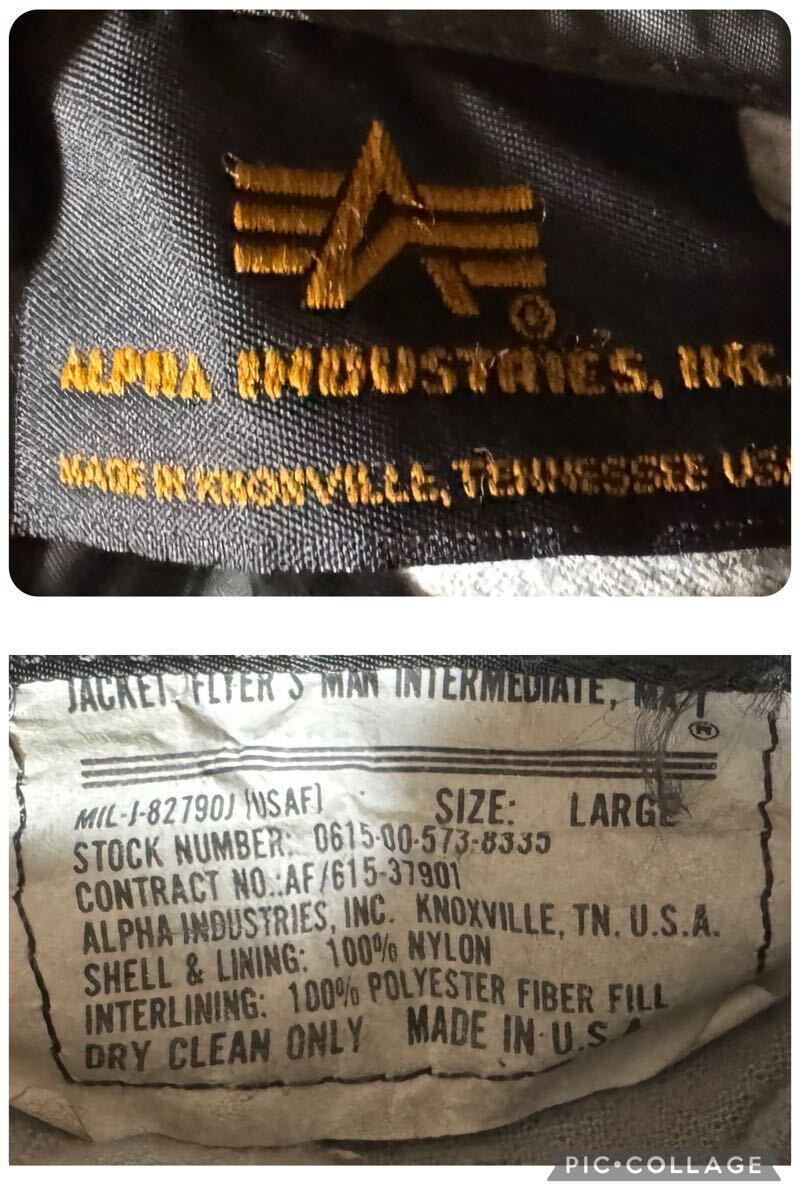 ALPHA INDUSTRIES, INC.
MADE IN KNOXVILLE, TENNESSEE USA
JACKET, FLYER'S MAN INTERMEDIATE, MA-1
®
MIL-J-8279OJ (USAF) SIZE: LARGE
STOCK NUMBER: 0615-00-573-8335
CONTRACT NO.:AF/615-37901
ALPHA INDUSTRIES, INC. KNOXVILLE, TN. U.S.A.
SHELL & LINING: 100% NYLON
INTERLINING: 100% POLYESTER FIBER FILL
DRY CLEAN ONLY MADE IN U.S.A
PIC•COLLAGE